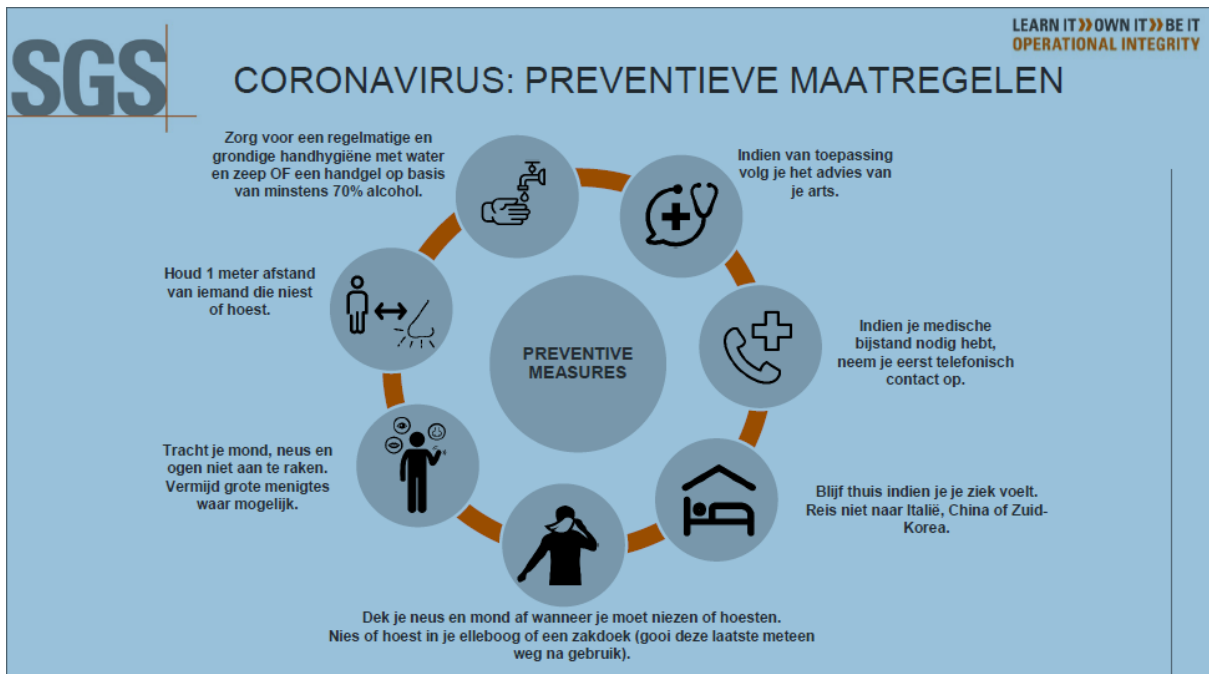 SGS
LEARN IT»OWN IT»BE IT
OPERATIONAL INTEGRITY
CORONAVIRUS: PREVENTIEVE MAATREGELEN
Zorg voor een regelmatige en
grondige handhygiëne met water
en zeep OF een handgel op basis
van minstens 70% alcohol.
Indien van toepassing
volg je het advies van
je arts.
Houd 1 meter afstand
van iemand die niest
of hoest.
Indien je medische
bijstand nodig hebt,
neem je eerst telefonisch
contact op.
PREVENTIVE
MEASURES
Tracht je mond, neus en
ogen niet aan te raken.
Vermijd grote menigtes
waar mogelijk.
Blijf thuis indien je je ziek voelt.
Reis niet naar Italië, China of Zuid-
Korea.
Dek je neus en mond af wanneer je moet niezen of hoesten.
Nies of hoest in je elleboog of een zakdoek (gooi deze laatste meteen
weg na gebruik).